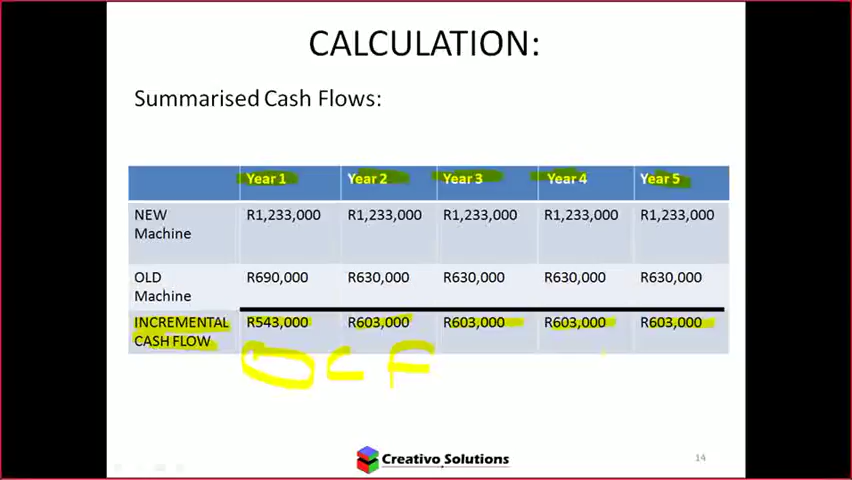 CALCULATION:
Summarised Cash Flows:
Year 1 Year 2 Year 3 Year 4 Year 5
NEW Machine R1,233,000 R1,233,000 R1,233,000 R1,233,000 R1,233,000
OLD Machine R690,000 R630,000 R630,000 R630,000 R630,000
INCREMENTAL CASH FLOW R543,000 R603,000 R603,000 R603,000 R603,000
OCF
Creativo Solutions
14